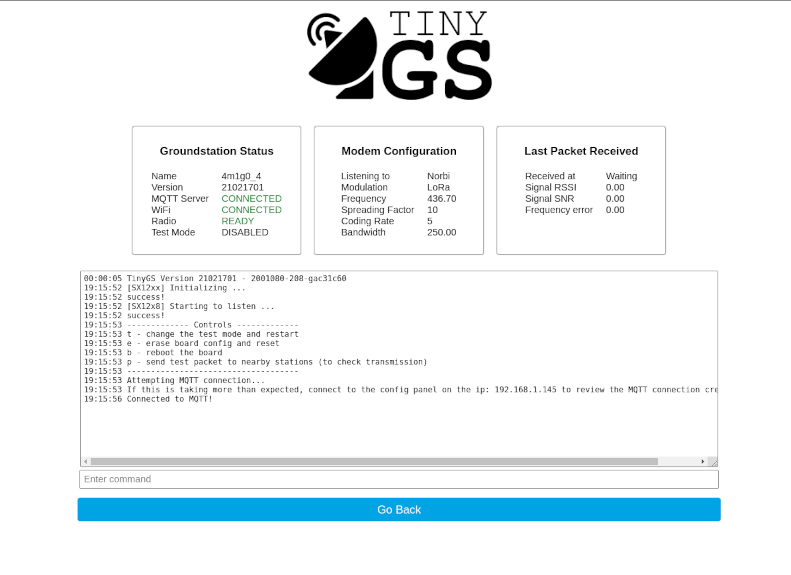 TINY
GS
Groundstation Status
Name 4m1g0_4
Version 21021701
MQTT Server CONNECTED
WiFi CONNECTED
Radio READY
Test Mode DISABLED
Modem Configuration
Listening to Norbi
Modulation LoRa
Frequency 436.70
Spreading Factor 10
Coding Rate 5
Bandwidth 250.00
Last Packet Received
Received at Waiting
Signal RSSI 0.00
Signal SNR 0.00
Frequency error 0.00
00:00:05 TinyGS Version 21021701 - 2001080-208-gac31c60
19:15:52 [SX12xx] Initializing ...
19:15:52 success!
19:15:52 [SX12x8] Starting to listen ...
19:15:52 success!
19:15:53 ------------- Controls -------------
19:15:53 t - change the test mode and restart
19:15:53 e - erase board config and reset
19:15:53 b - reboot the board
19:15:53 p - send test packet to nearby stations (to check transmission)
19:15:53 ------------------------------------
19:15:53 Attempting MQTT connection...
19:15:53 If this is taking more than expected, connect to the config panel on the ip: 192.168.1.145 to review the MQTT connection cre
19:15:56 Connected to MQTT!
Enter command
Go Back